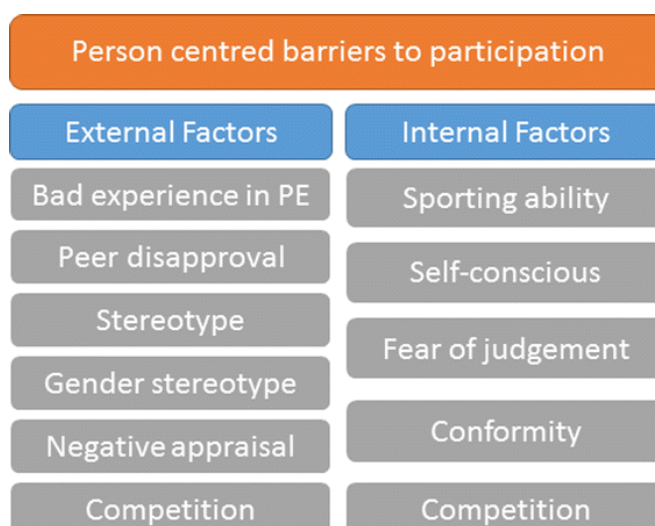 Person centred barriers to participation
External Factors
Internal Factors
Bad experience in PE
Sporting ability
Peer disapproval
Self-conscious
Stereotype
Fear of judgement
Gender stereotype
Conformity
Negative appraisal
Competition
Competition